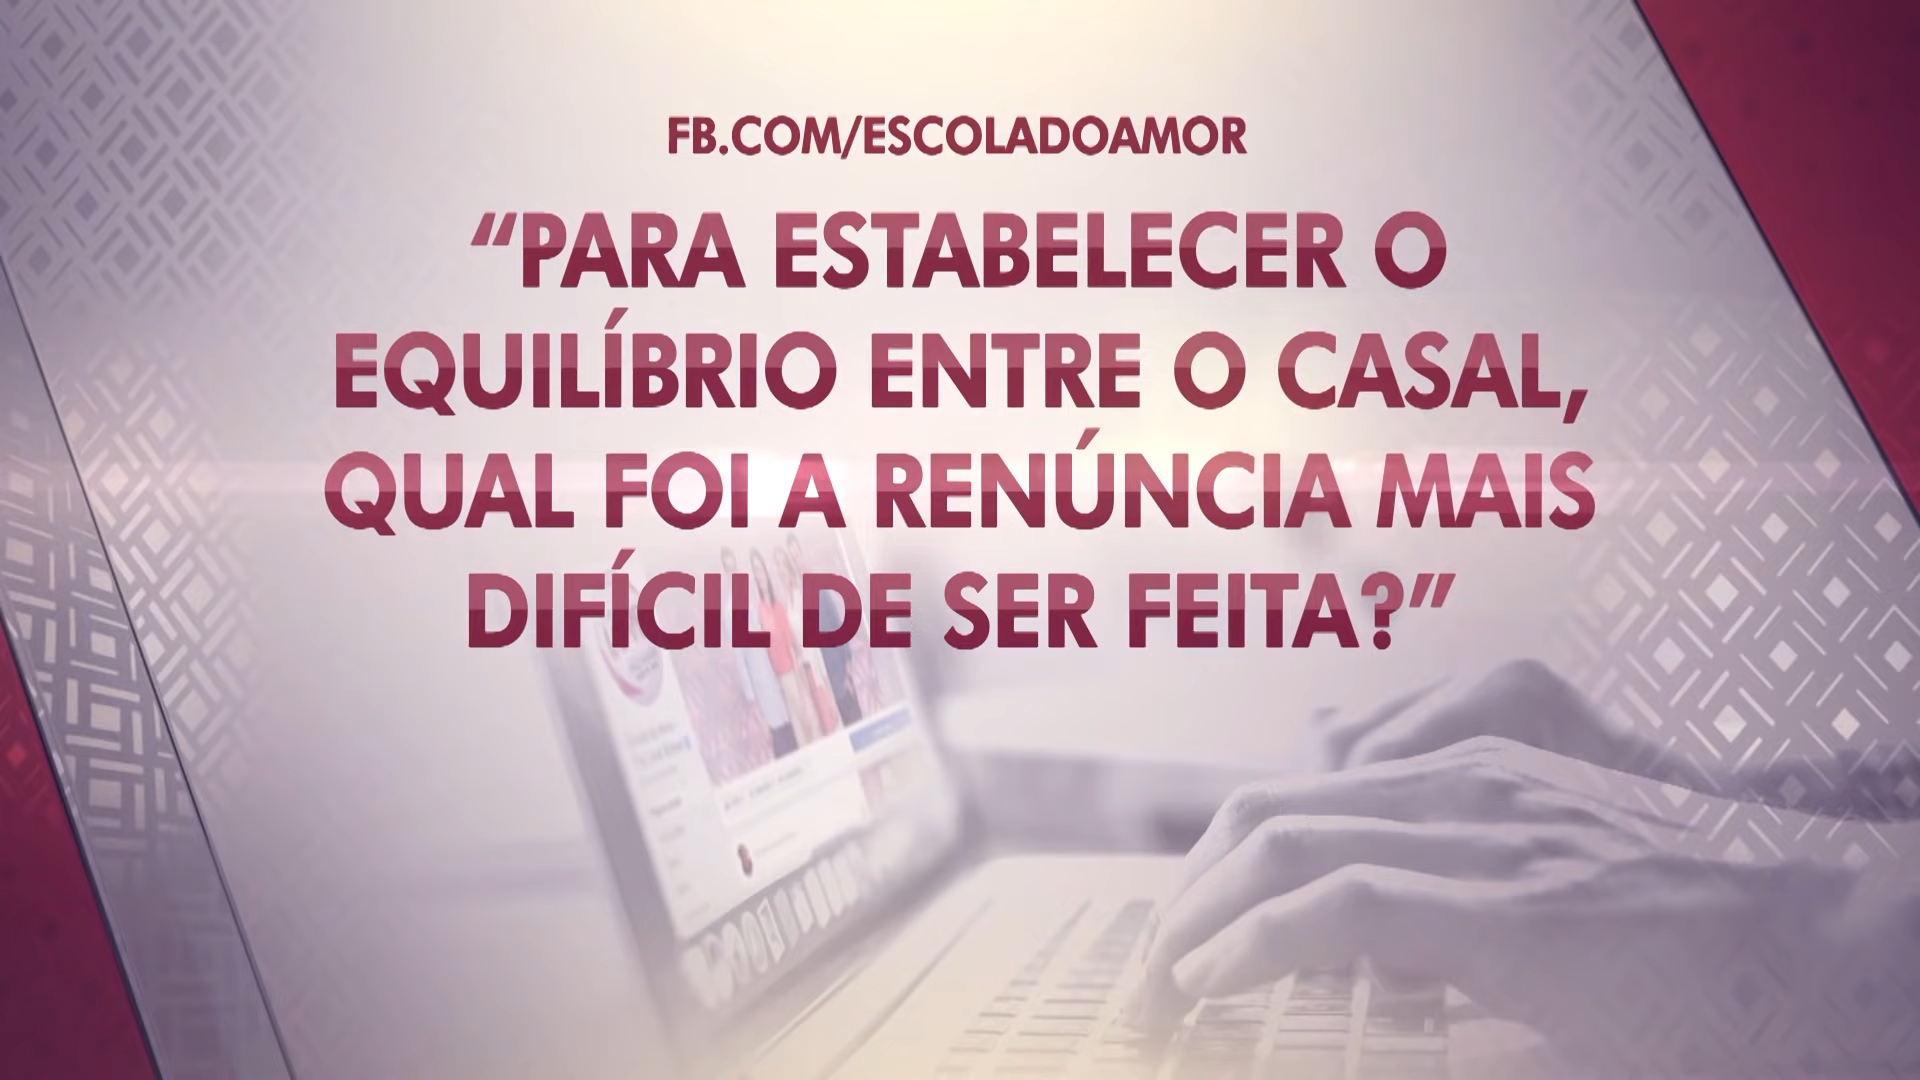 FB.COM/ESCOLADOAMOR
“PARA ESTABELECER O
EQUILÍBRIO ENTRE O CASAL,
QUAL FOI A RENÚNCIA MAIS
DIFÍCIL DE SER FEITA?”